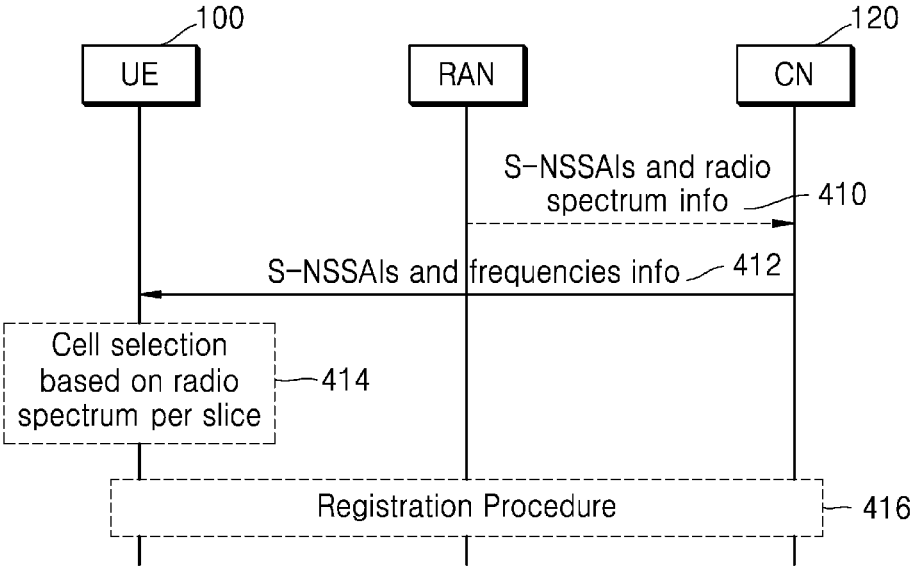 100
120
UE
RAN
CN
S-NSSAIs and radio
spectrum info
410
S-NSSAIs and frequencies info
412
Cell selection
based on radio
spectrum per slice
414
Registration Procedure
416